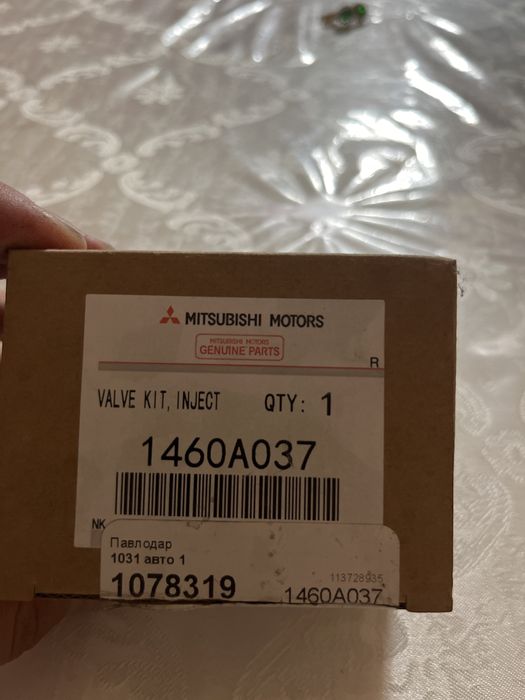 MITSUBISHI MOTORS
MITSUBISHI MOTORS
GENUINE PARTS
R
VALVE KIT, INJECT QTY: 1
1460A037
NK
Павлодар
1031 авто 1
113728935
1078319 1460A037